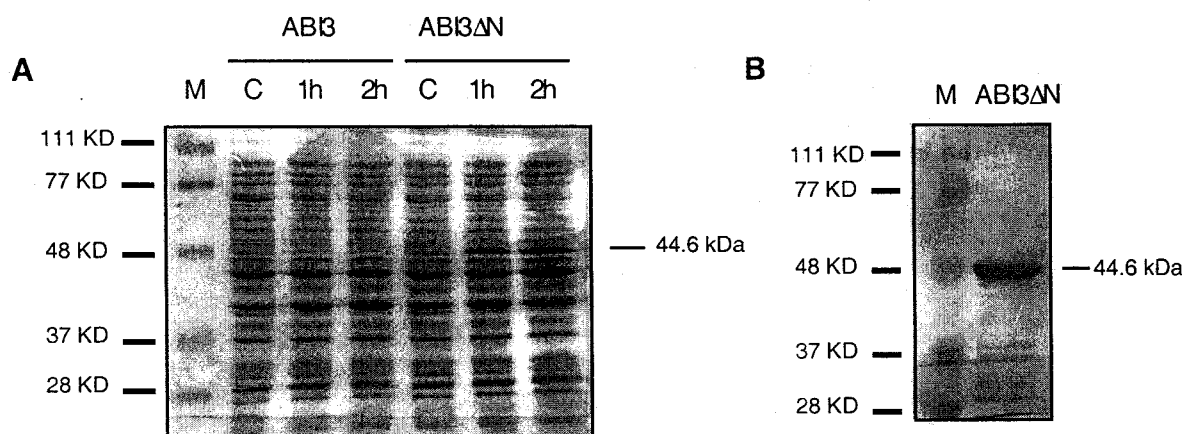 A
ABI3 ABI3ΔN
M C 1h 2h C 1h 2h
111 KD
77 KD
48 KD
37 KD
28 KD
44.6 kDa
B
M ABI3ΔN
111 KD
77 KD
48 KD
37 KD
28 KD
44.6 kDa